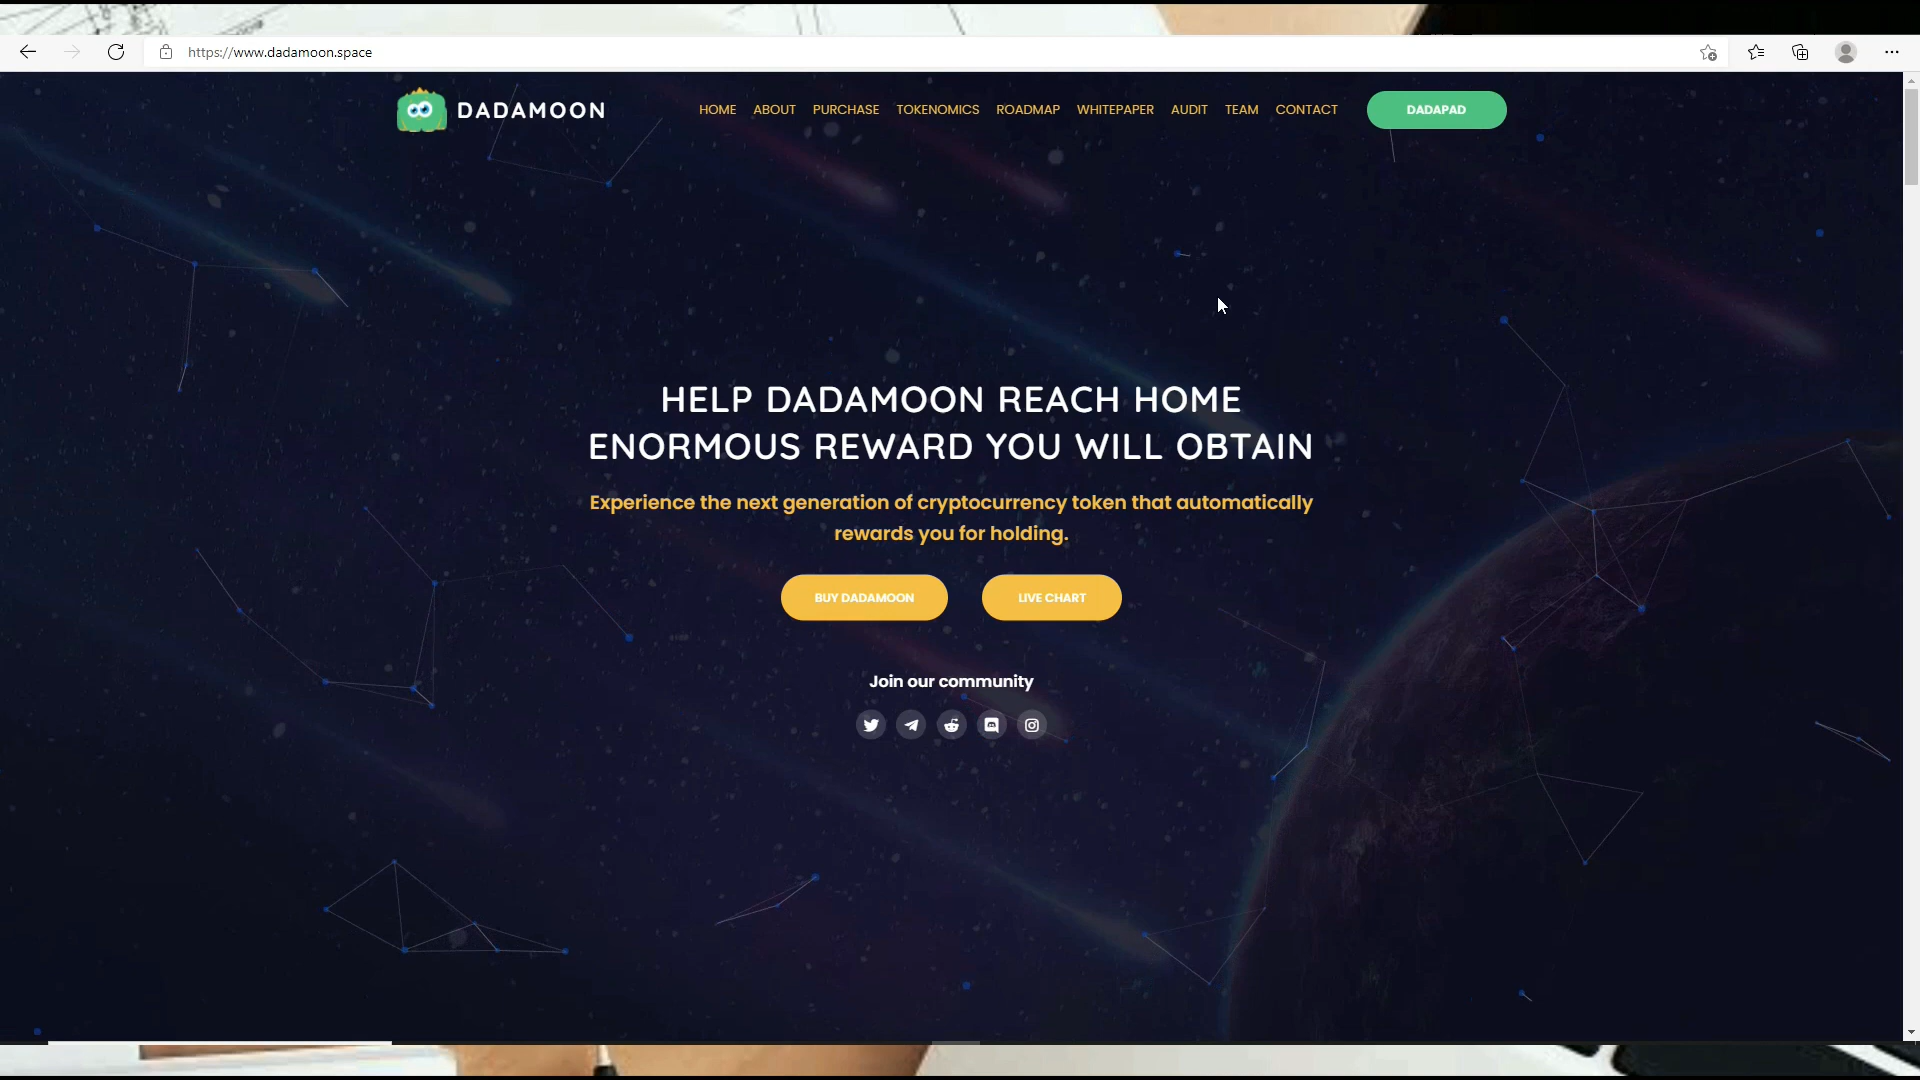 https://www.dadamoon.space
DADAMOON
HOME ABOUT PURCHASE TOKENOMICS ROADMAP WHITEPAPER AUDIT TEAM CONTACT DADAPAD
HELP DADAMOON REACH HOME
ENORMOUS REWARD YOU WILL OBTAIN
Experience the next generation of cryptocurrency token that automatically
rewards you for holding.
BUY DADAMOON LIVE CHART
Join our community